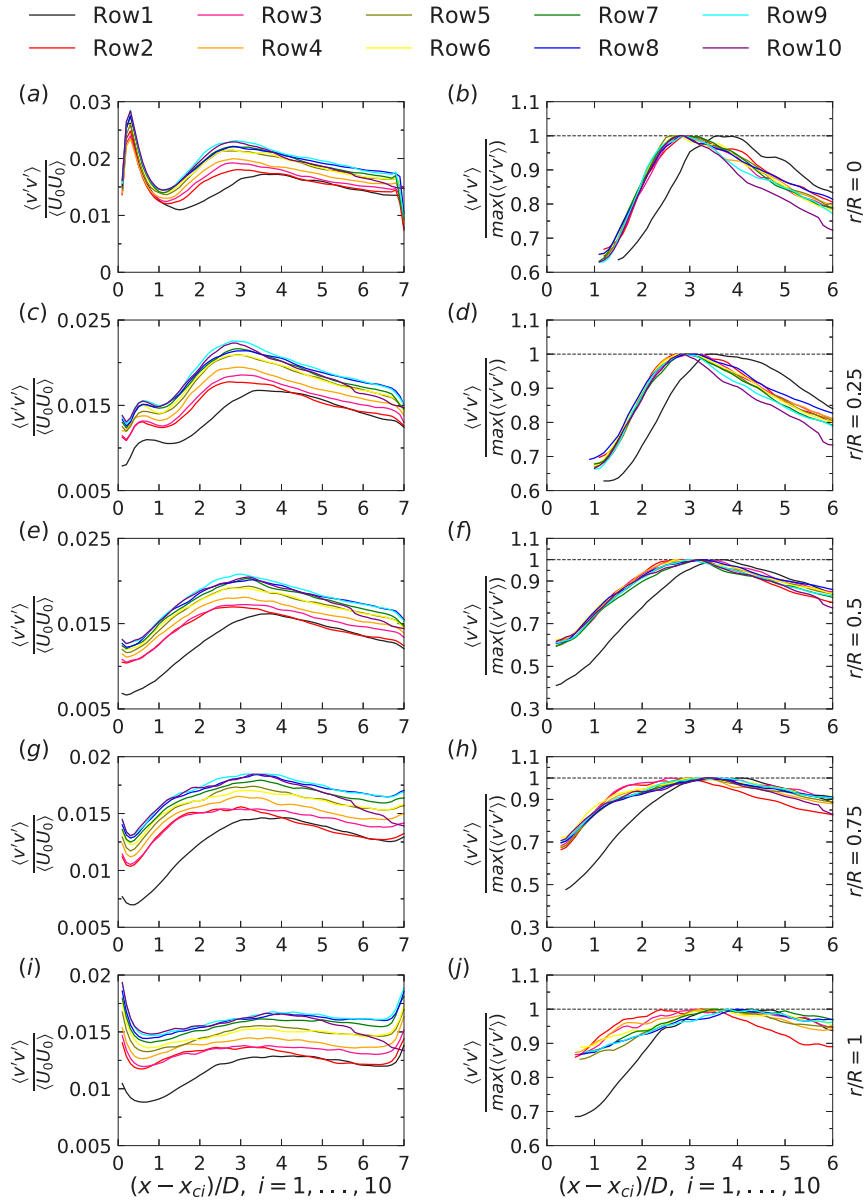 Row1 Row3 Row5 Row7 Row9
Row2 Row4 Row6 Row8 Row10
(a) (b)
0.03 1.1
1
0.02 0.9
0.8
0.01 0.7
0 0.6
⟨v′v′⟩ / ⟨U₀U₀⟩ ⟨v′v′⟩ / max(⟨v′v′⟩) r/R = 0
0 1 2 3 4 5 6 7 0 1 2 3 4 5 6
(c) (d)
0.025 1.1
1
0.9
0.015 0.8
0.7
0.005 0.6
⟨v′v′⟩ / ⟨U₀U₀⟩ ⟨v′v′⟩ / max(⟨v′v′⟩) r/R = 0.25
0 1 2 3 4 5 6 7 0 1 2 3 4 5 6
(e) (f)
0.025 1.1
1
0.9
0.015 0.7
0.5
0.005 0.3
⟨v′v′⟩ / ⟨U₀U₀⟩ ⟨v′v′⟩ / max(⟨v′v′⟩) r/R = 0.5
0 1 2 3 4 5 6 7 0 1 2 3 4 5 6
(g) (h)
0.02 1.1
1
0.015 0.9
0.7
0.01 0.5
0.005 0.3
⟨v′v′⟩ / ⟨U₀U₀⟩ ⟨v′v′⟩ / max(⟨v′v′⟩) r/R = 0.75
0 1 2 3 4 5 6 7 0 1 2 3 4 5 6
(i) (j)
0.02 1.1
1
0.015 0.9
0.8
0.01 0.7
0.005 0.6
⟨v′v′⟩ / ⟨U₀U₀⟩ ⟨v′v′⟩ / max(⟨v′v′⟩) r/R = 1
0 1 2 3 4 5 6 7 0 1 2 3 4 5 6
(x − x_ci)/D, i = 1, . . . , 10 (x − x_ci)/D, i = 1, . . . , 10